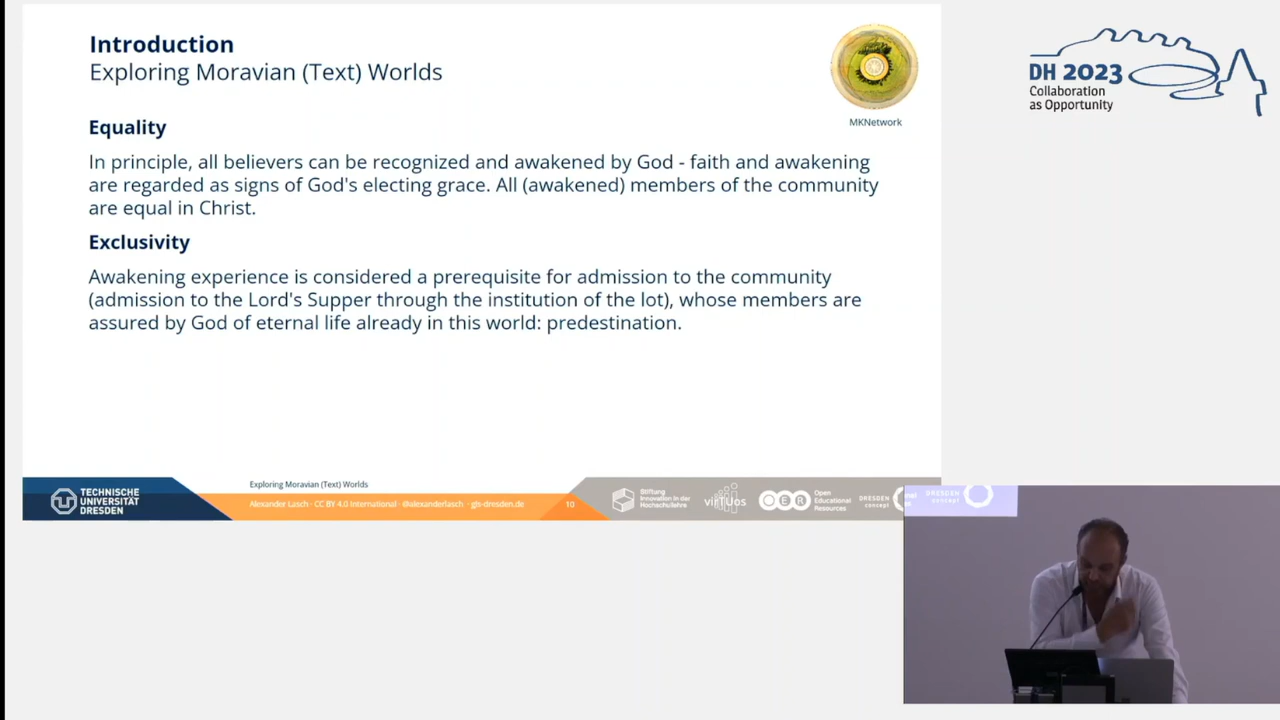 Introduction
Exploring Moravian (Text) Worlds
MKNetwork
DH 2023
Collaboration
as Opportunity
Equality
In principle, all believers can be recognized and awakened by God - faith and awakening
are regarded as signs of God's electing grace. All (awakened) members of the community
are equal in Christ.
Exclusivity
Awakening experience is considered a prerequisite for admission to the community
(admission to the Lord's Supper through the institution of the lot), whose members are
assured by God of eternal life already in this world: predestination.
TECHNISCHE
UNIVERSITÄT
DRESDEN
Exploring Moravian (Text) Worlds
Alexander Lasch · CC BY 4.0 International · @alexanderlasch · gls-dresden.de
10
Stiftung
Innovation in der
Hochschullehre
virTUos
OER
Open
Educational
Resources
DRESDEN
concept
DRESDEN
concept